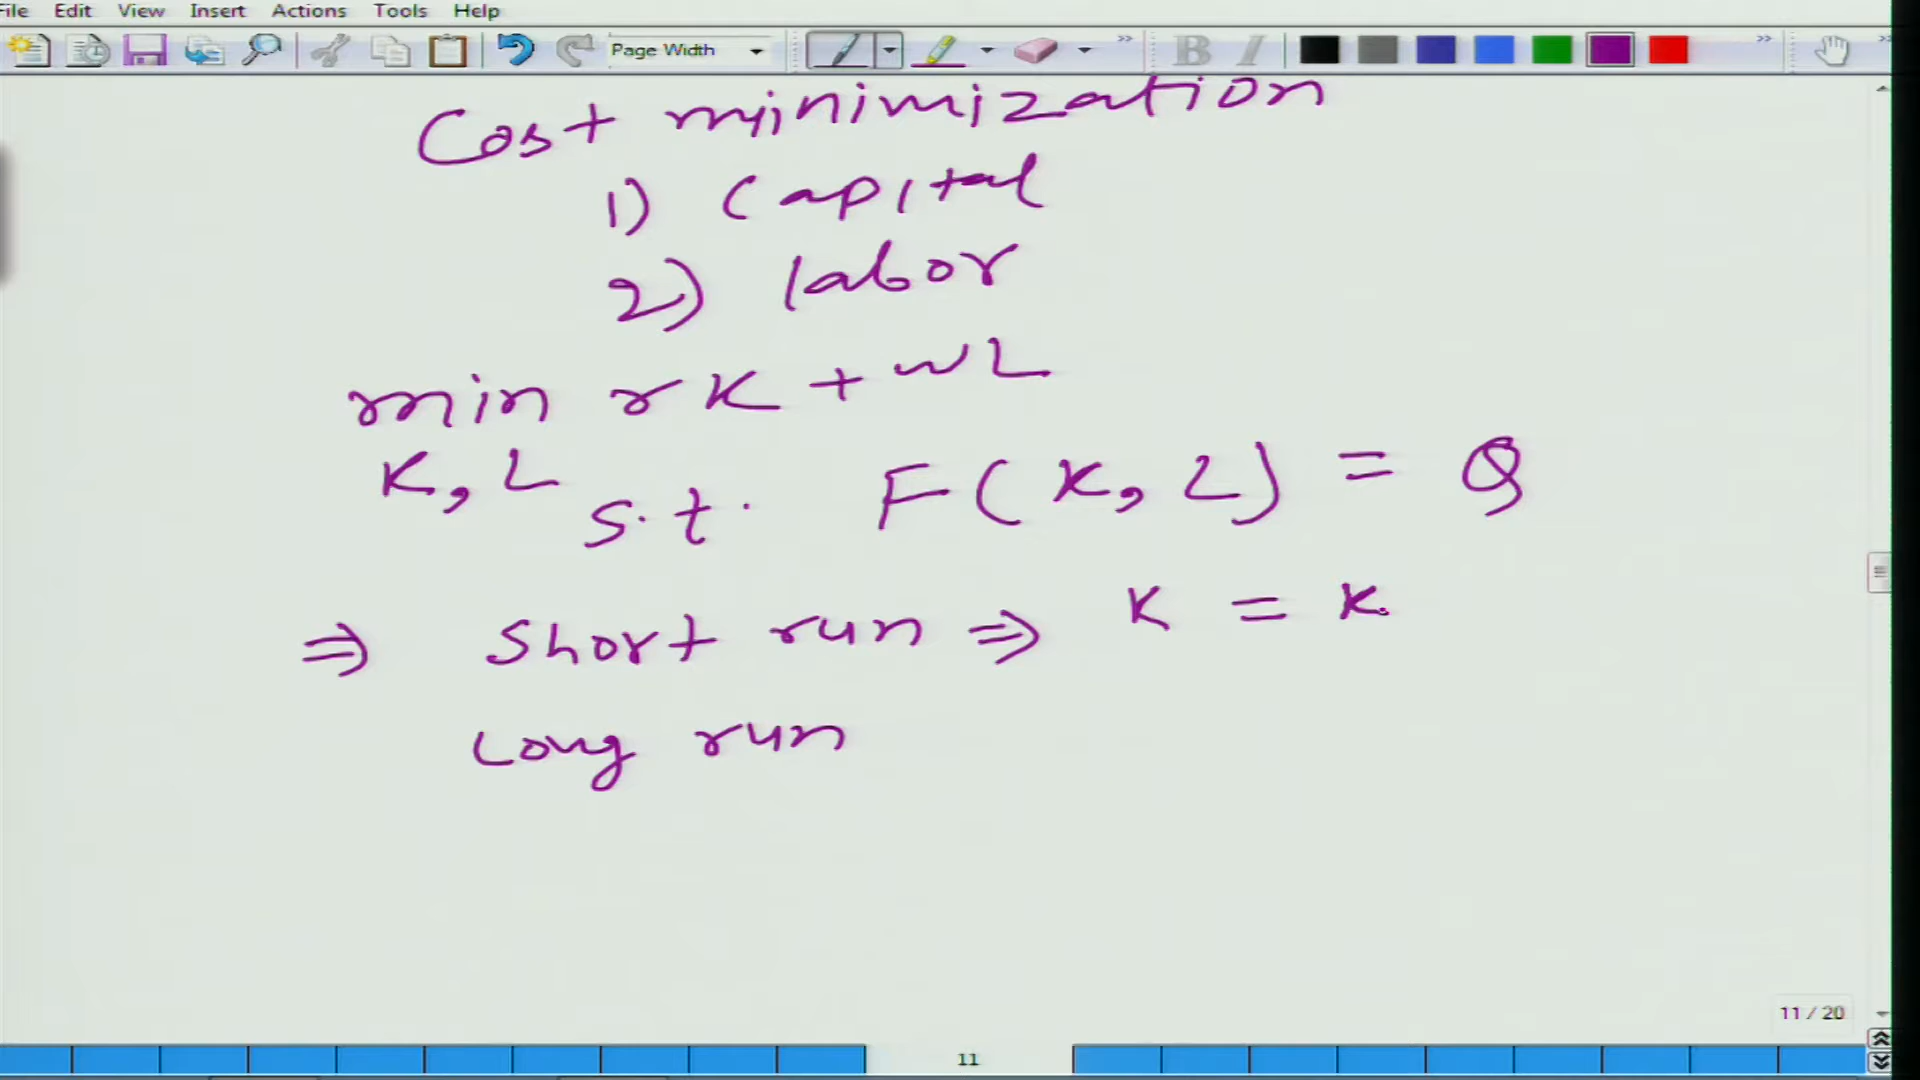 File Edit View Insert Actions Tools Help
Page Width B I
Cost minimization
1) Capital
2) labor
min rK + wL
K, L s.t. F(K, L) = Q
⇒ Short run ⇒ K = K
Long run
11 / 20
11